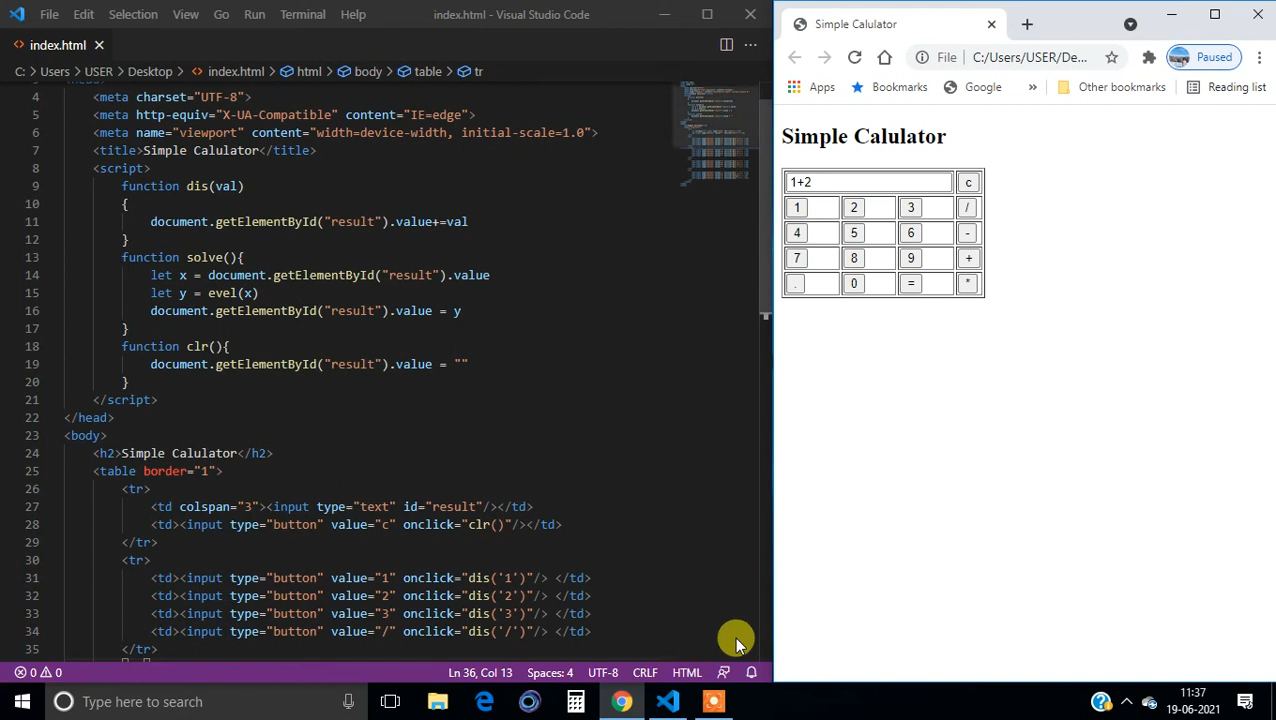 File Edit Selection View Go Run Terminal Help index.html - Visual Studio Code
index.html
C: > Users > USER > Desktop > index.html > html > body > table > tr
4 <meta charset="UTF-8">
5 <meta http-equiv="X-UA-Compatible" content="IE=edge">
6 <meta name="viewport" content="width=device-width, initial-scale=1.0">
7 <title>Simple Calulator</title>
8 <script>
9 function dis(val)
10 {
11 document.getElementById("result").value+=val
12 }
13 function solve(){
14 let x = document.getElementById("result").value
15 let y = evel(x)
16 document.getElementById("result").value = y
17 }
18 function clr(){
19 document.getElementById("result").value = ""
20 }
21 </script>
22 </head>
23 <body>
24 <h2>Simple Calulator</h2>
25 <table border="1">
26 <tr>
27 <td colspan="3"><input type="text" id="result"/></td>
28 <td><input type="button" value="c" onclick="clr()"/></td>
29 </tr>
30 <tr>
31 <td><input type="button" value="1" onclick="dis('1')"/> </td>
32 <td><input type="button" value="2" onclick="dis('2')"/> </td>
33 <td><input type="button" value="3" onclick="dis('3')"/> </td>
34 <td><input type="button" value="/" onclick="dis('/')"/> </td>
35 </tr>
0 0 Ln 36, Col 13 Spaces: 4 UTF-8 CRLF HTML
Simple Calulator
File C:/Users/USER/De... Paused
Apps Bookmarks Google » Other bookmarks Reading list
Simple Calulator
1+2 c
1 2 3 /
4 5 6 -
7 8 9 +
. 0 = *
Type here to search
11:37
19-06-2021